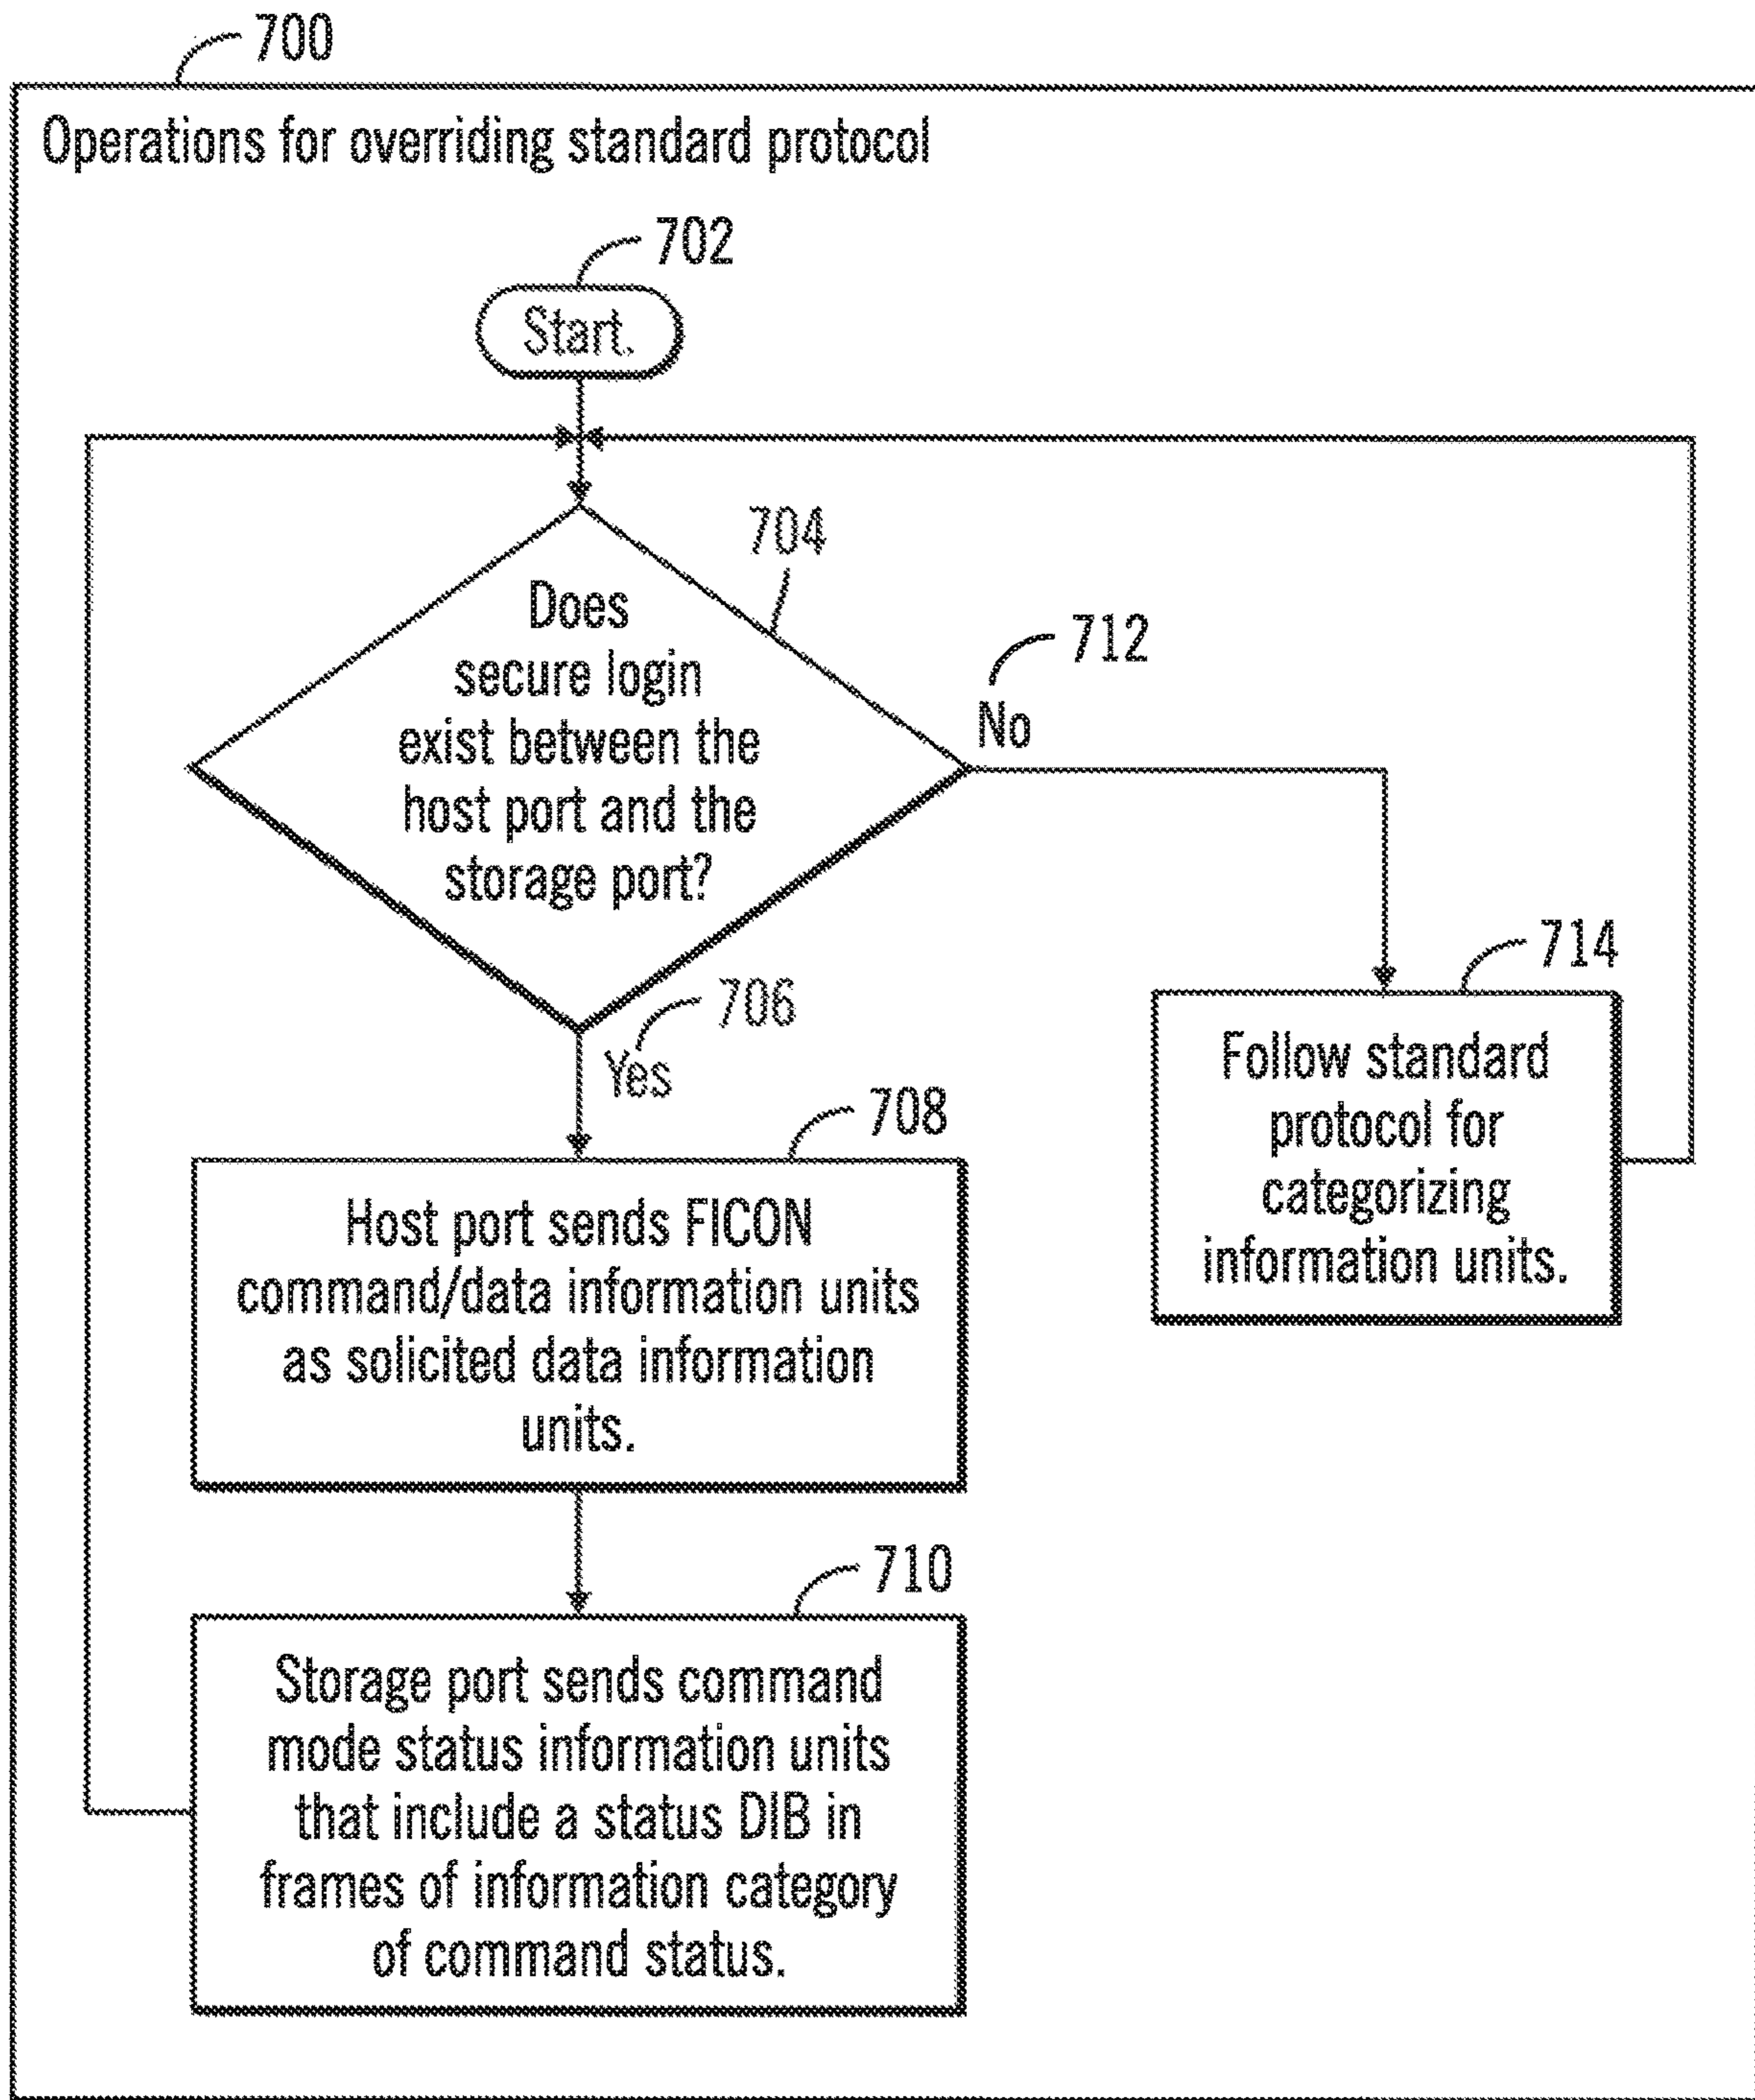 700
Operations for overriding standard protocol
702
Start.
704
Does
secure login
exist between the
host port and the
storage port?
712
No
706
Yes
714
Follow standard
protocol for
categorizing
information units.
708
Host port sends FICON
command/data information units
as solicited data information
units.
710
Storage port sends command
mode status information units
that include a status DIB in
frames of information category
of command status.